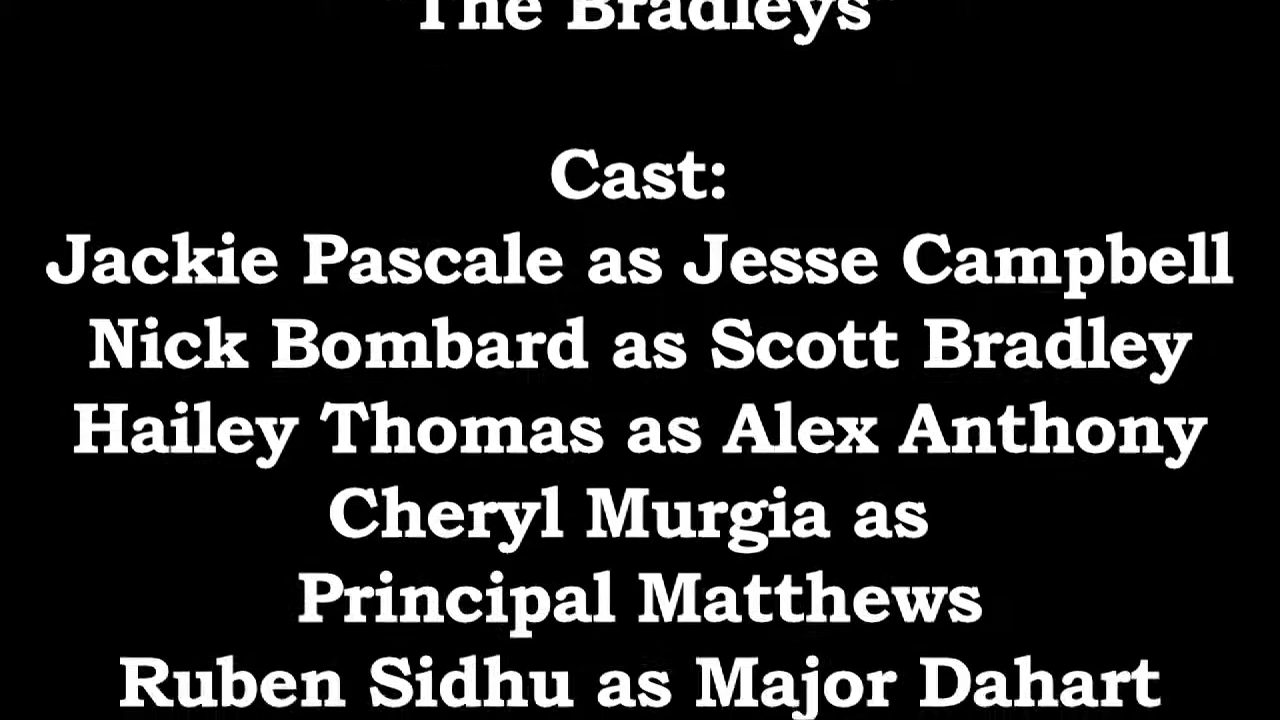 "The Bradleys"
Cast:
Jackie Pascale as Jesse Campbell
Nick Bombard as Scott Bradley
Hailey Thomas as Alex Anthony
Cheryl Murgia as
Principal Matthews
Ruben Sidhu as Major Dahart